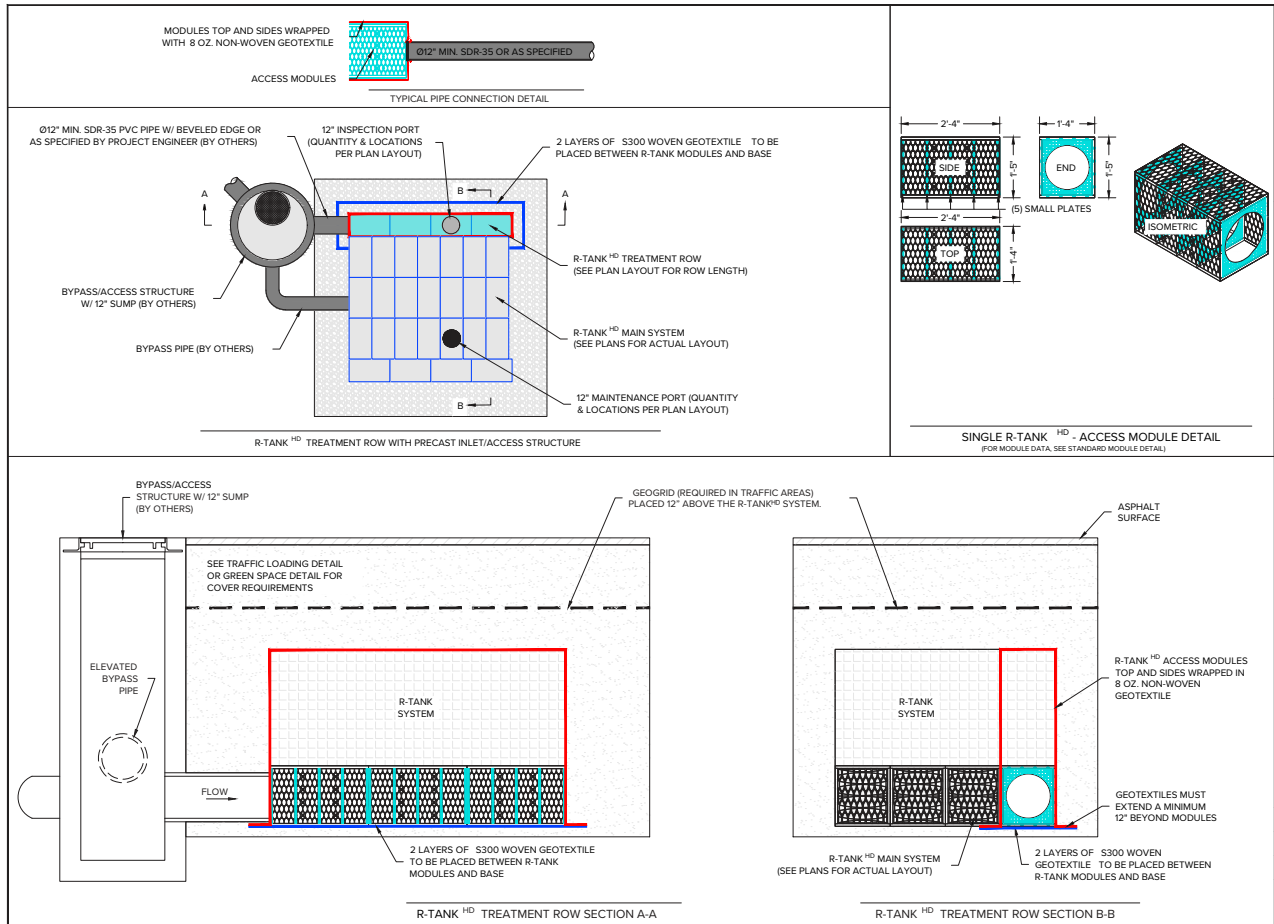 MODULES TOP AND SIDES WRAPPED
WITH 8 OZ. NON-WOVEN GEOTEXTILE
ACCESS MODULES
Ø12" MIN. SDR-35 OR AS SPECIFIED
TYPICAL PIPE CONNECTION DETAIL
Ø12" MIN. SDR-35 PVC PIPE W/ BEVELED EDGE OR
AS SPECIFIED BY PROJECT ENGINEER (BY OTHERS)
12" INSPECTION PORT
(QUANTITY & LOCATIONS
PER PLAN LAYOUT)
2 LAYERS OF S300 WOVEN GEOTEXTILE TO BE
PLACED BETWEEN R-TANK MODULES AND BASE
A
B
A
R-TANK HD TREATMENT ROW
(SEE PLAN LAYOUT FOR ROW LENGTH)
BYPASS/ACCESS STRUCTURE
W/ 12" SUMP (BY OTHERS)
BYPASS PIPE (BY OTHERS)
R-TANK HD MAIN SYSTEM
(SEE PLANS FOR ACTUAL LAYOUT)
12" MAINTENANCE PORT (QUANTITY
& LOCATIONS PER PLAN LAYOUT)
B
R-TANK HD TREATMENT ROW WITH PRECAST INLET/ACCESS STRUCTURE
2'-4"
1'-4"
SIDE
1'-5"
END
1'-5"
(5) SMALL PLATES
2'-4"
TOP
1'-4"
ISOMETRIC
SINGLE R-TANK HD - ACCESS MODULE DETAIL
(FOR MODULE DATA, SEE STANDARD MODULE DETAIL)
BYPASS/ACCESS
STRUCTURE W/ 12" SUMP
(BY OTHERS)
GEOGRID (REQUIRED IN TRAFFIC AREAS)
PLACED 12" ABOVE THE R-TANKHD SYSTEM.
ASPHALT
SURFACE
SEE TRAFFIC LOADING DETAIL
OR GREEN SPACE DETAIL FOR
COVER REQUIREMENTS
ELEVATED
BYPASS
PIPE
R-TANK
SYSTEM
FLOW
2 LAYERS OF S300 WOVEN GEOTEXTILE
TO BE PLACED BETWEEN R-TANK
MODULES AND BASE
R-TANK HD TREATMENT ROW SECTION A-A
R-TANK
SYSTEM
R-TANK HD ACCESS MODULES
TOP AND SIDES WRAPPED IN
8 OZ. NON-WOVEN
GEOTEXTILE
GEOTEXTILES MUST
EXTEND A MINIMUM
12" BEYOND MODULES
R-TANK HD MAIN SYSTEM
(SEE PLANS FOR ACTUAL LAYOUT)
2 LAYERS OF S300 WOVEN
GEOTEXTILE TO BE PLACED BETWEEN
R-TANK MODULES AND BASE
R-TANK HD TREATMENT ROW SECTION B-B